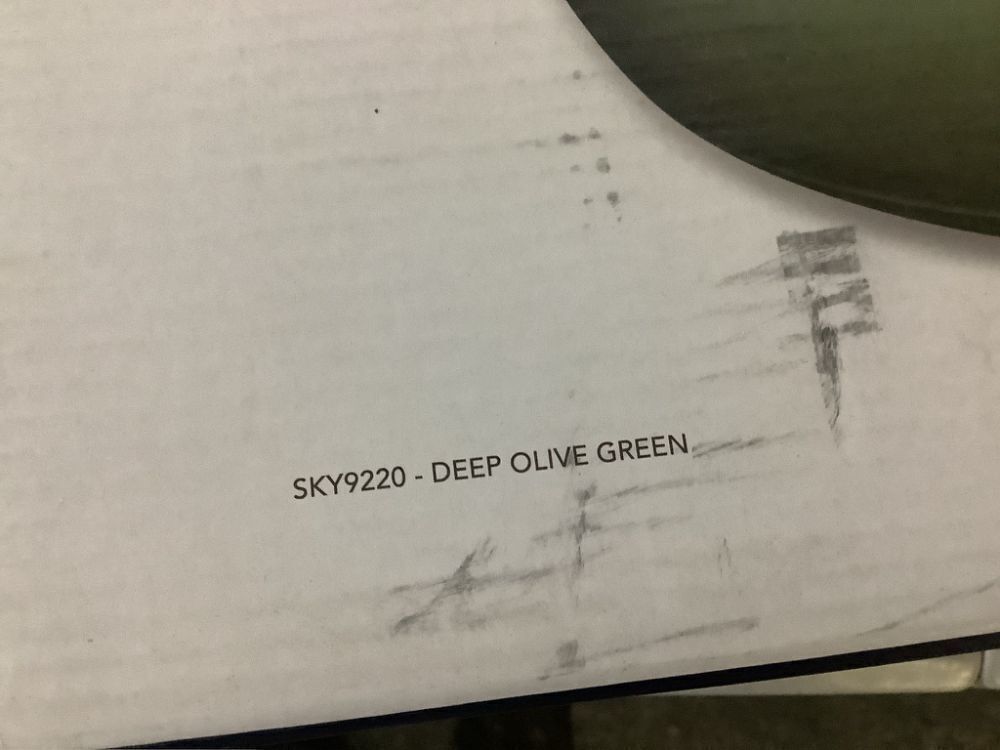 SKY9220 - DEEP OLIVE GREEN